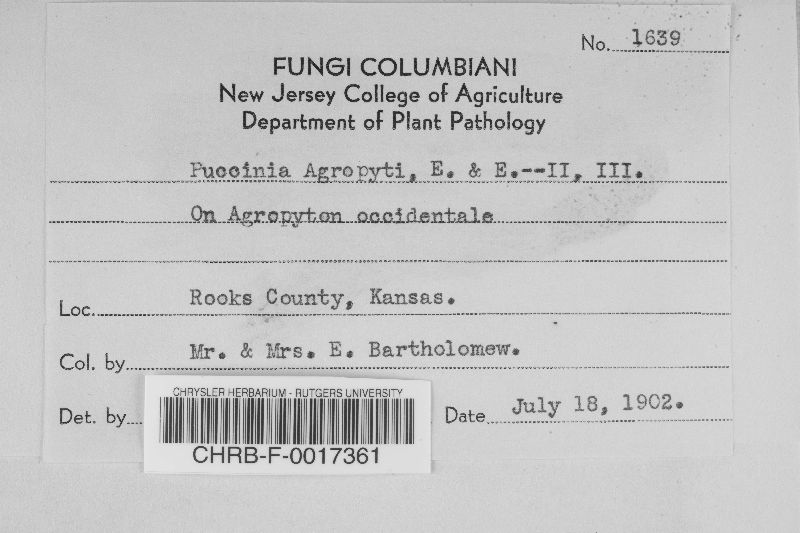 No. 1639
FUNGI COLUMBIANI
New Jersey College of Agriculture
Department of Plant Pathology
Puccinia Agropyti, E. & E.--II, III.
On Agropyton occidentale
Loc. Rooks County, Kansas.
Col. by Mr. & Mrs. E. Bartholomew.
Det. by
Date July 18, 1902.
CHRYSLER HERBARIUM - RUTGERS UNIVERSITY
CHRB-F-0017361